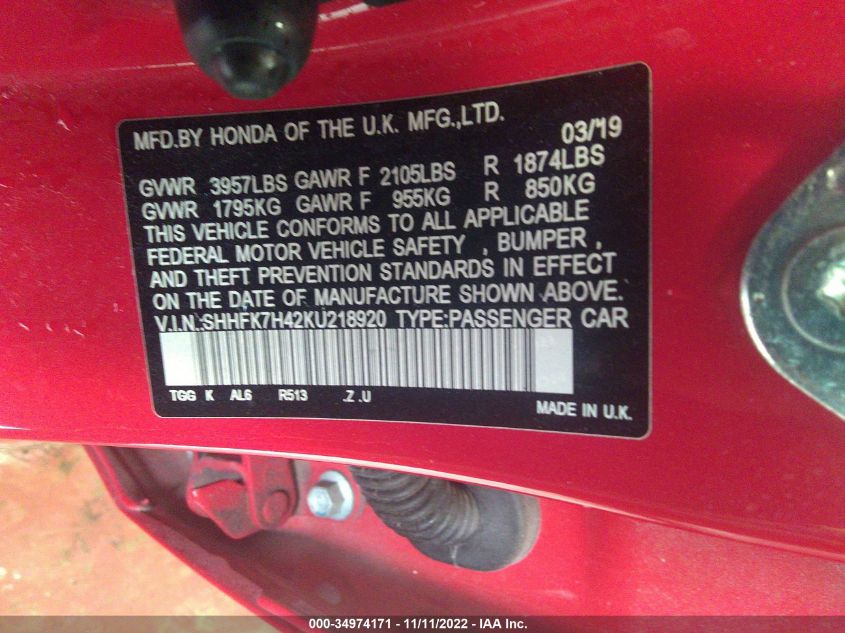 MFD.BY HONDA OF THE U.K. MFG.,LTD. 03/'19
GVWR 3957LBS GAWR F 2105LBS R 1874LBS
GVWR 1795KG GAWR F 955KG R 850KG
THIS VEHICLE CONFORMS TO ALL APPLICABLE
FEDERAL MOTOR VEHICLE SAFETY , BUMPER ,
AND THEFT PREVENTION STANDARDS IN EFFECT
ON THE DATE OF MANUFACTURE SHOWN ABOVE.
V.I.N.:SHHFK7H42KU218920 TYPE:PASSENGER CAR
TGG K AL6 R513 .Z .U
MADE IN U.K.
000-34974171 - 11/11/2022 - IAA Inc.